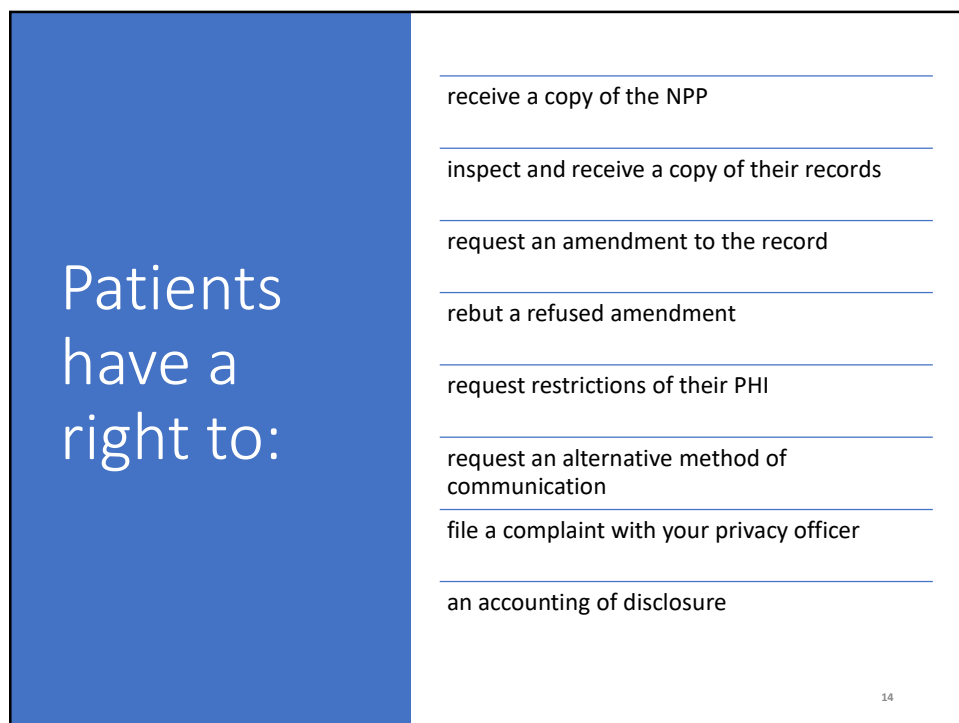 Patients
have a
right to:
receive a copy of the NPP
inspect and receive a copy of their records
request an amendment to the record
rebut a refused amendment
request restrictions of their PHI
request an alternative method of
communication
file a complaint with your privacy officer
an accounting of disclosure
14